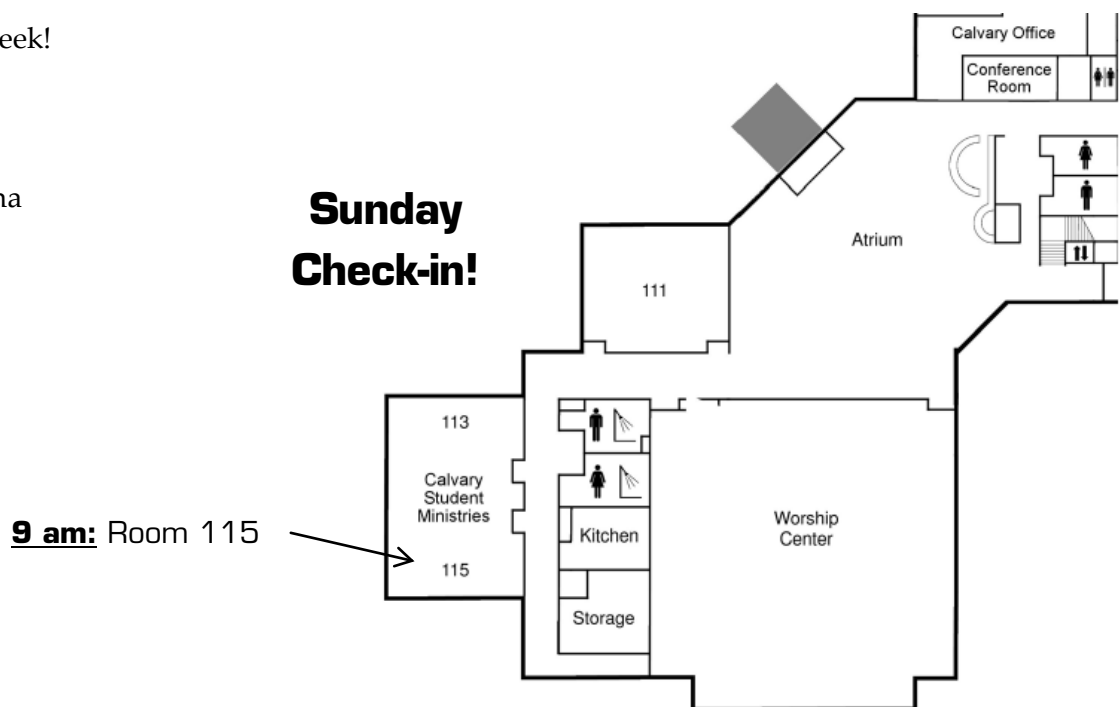 eek!
na
Sunday
Check-in!
Calvary Office
Conference
Room
Atrium
111
113
Calvary
Student
Ministries
115
9 am: Room 115
Kitchen
Storage
Worship
Center